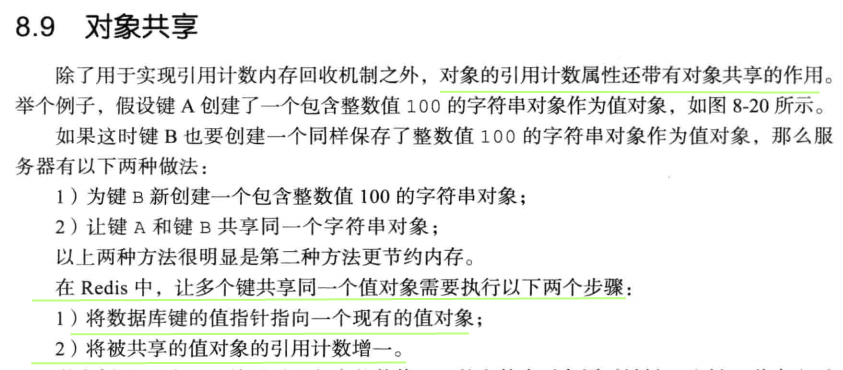 8.9 对象共享
除了用于实现引用计数内存回收机制之外，对象的引用计数属性还带有对象共享的作用。
举个例子，假设键 A 创建了一个包含整数值 100 的字符串对象作为值对象，如图 8-20 所示。
如果这时键 B 也要创建一个同样保存了整数值 100 的字符串对象作为值对象，那么服
务器有以下两种做法：
1）为键 B 新创建一个包含整数值 100 的字符串对象；
2）让键 A 和键 B 共享同一个字符串对象；
以上两种方法很明显是第二种方法更节约内存。
在 Redis 中，让多个键共享同一个值对象需要执行以下两个步骤：
1）将数据库键的值指针指向一个现有的值对象；
2）将被共享的值对象的引用计数增一。